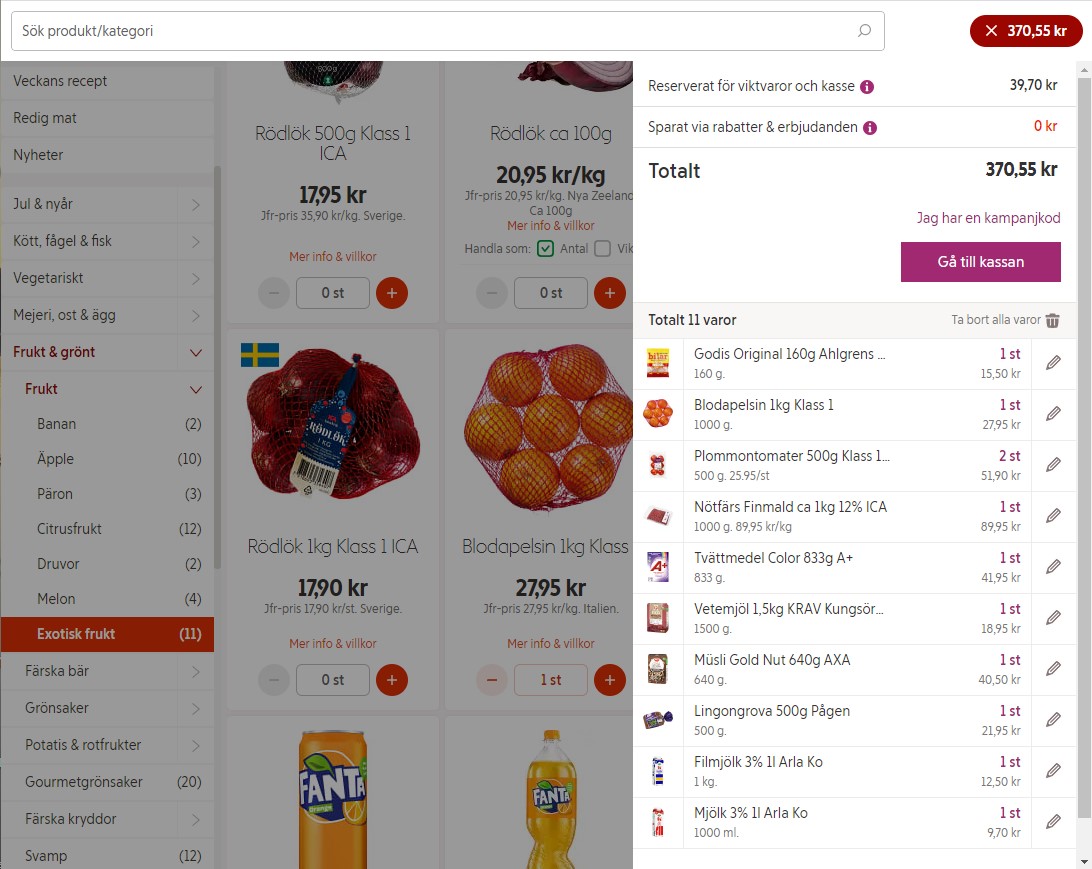 Sök produkt/kategori
370,55 kr
Veckans recept
Redig mat
Nyheter
Jul & nyår
Kött, fågel & fisk
Vegetariskt
Mejeri, ost & ägg
Frukt & grönt
Frukt
Banan (2)
Äpple (10)
Päron (3)
Citrusfrukt (12)
Druvor (2)
Melon (4)
Exotisk frukt (11)
Färska bär
Grönsaker
Potatis & rotfrukter
Gourmetgrönsaker (20)
Färska kryddor
Svamp (12)
Rödlök 500g Klass 1
ICA
17,95 kr
Jfr-pris 35,90 kr/kg. Sverige.
Mer info & villkor
0 st
Rödlök ca 100g
20,95 kr/kg
Jfr-pris 20,95 kr/kg. Nya Zeeland
Ca 100g
Mer info & villkor
Handla som: Antal Vik
0 st
RÖDLÖK
1 KG
Rödlök 1kg Klass 1 ICA
17,90 kr
Jfr-pris 17,90 kr/st. Sverige.
Mer info & villkor
0 st
Blodapelsin 1kg Klass
27,95 kr
Jfr-pris 27,95 kr/kg. Italien.
Mer info & villkor
1 st
FANTA
Orange
FANTA
Reserverat för viktvaror och kasse 39,70 kr
Sparat via rabatter & erbjudanden 0 kr
Totalt 370,55 kr
Jag har en kampanjkod
Gå till kassan
Totalt 11 varor Ta bort alla varor
Godis Original 160g Ahlgrens ... 1 st
160 g. 15,50 kr
Blodapelsin 1kg Klass 1 1 st
1000 g. 27,95 kr
Plommontomater 500g Klass 1... 2 st
500 g. 25.95/st 51,90 kr
Nötfärs Finmald ca 1kg 12% ICA 1 st
1000 g. 89,95 kr/kg 89,95 kr
Tvättmedel Color 833g A+ 1 st
833 g. 41,95 kr
Vetemjöl 1,5kg KRAV Kungsör... 1 st
1500 g. 18,95 kr
Müsli Gold Nut 640g AXA 1 st
640 g. 40,50 kr
Lingongrova 500g Pågen 1 st
500 g. 21,95 kr
Filmjölk 3% 1l Arla Ko 1 st
1 kg. 12,50 kr
Mjölk 3% 1l Arla Ko 1 st
1000 ml. 9,70 kr
bilar
A+